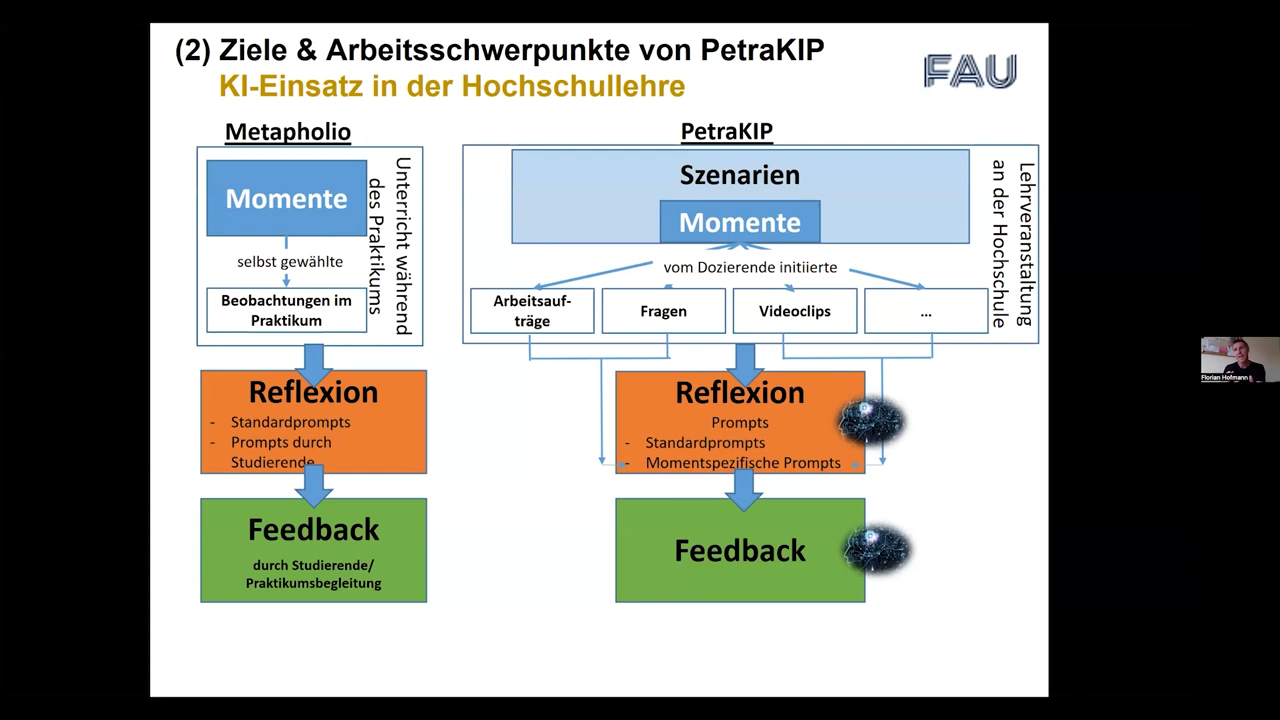 (2) Ziele & Arbeitsschwerpunkte von PetraKIP
KI-Einsatz in der Hochschullehre
FAU
Metapholio
Momente
selbst gewählte
Beobachtungen im
Praktikum
Unterricht während
des Praktikums
Reflexion
- Standardprompts
- Prompts durch
Studierende
Feedback
durch Studierende/
Praktikumsbegleitung
PetraKIP
Szenarien
Momente
vom Dozierende initiierte
Arbeitsauf-
träge
Fragen
Videoclips
...
Lehrveranstaltung
an der Hochschule
Reflexion
Prompts
- Standardprompts
- Momentspezifische Prompts
Feedback
Florian Hofmann